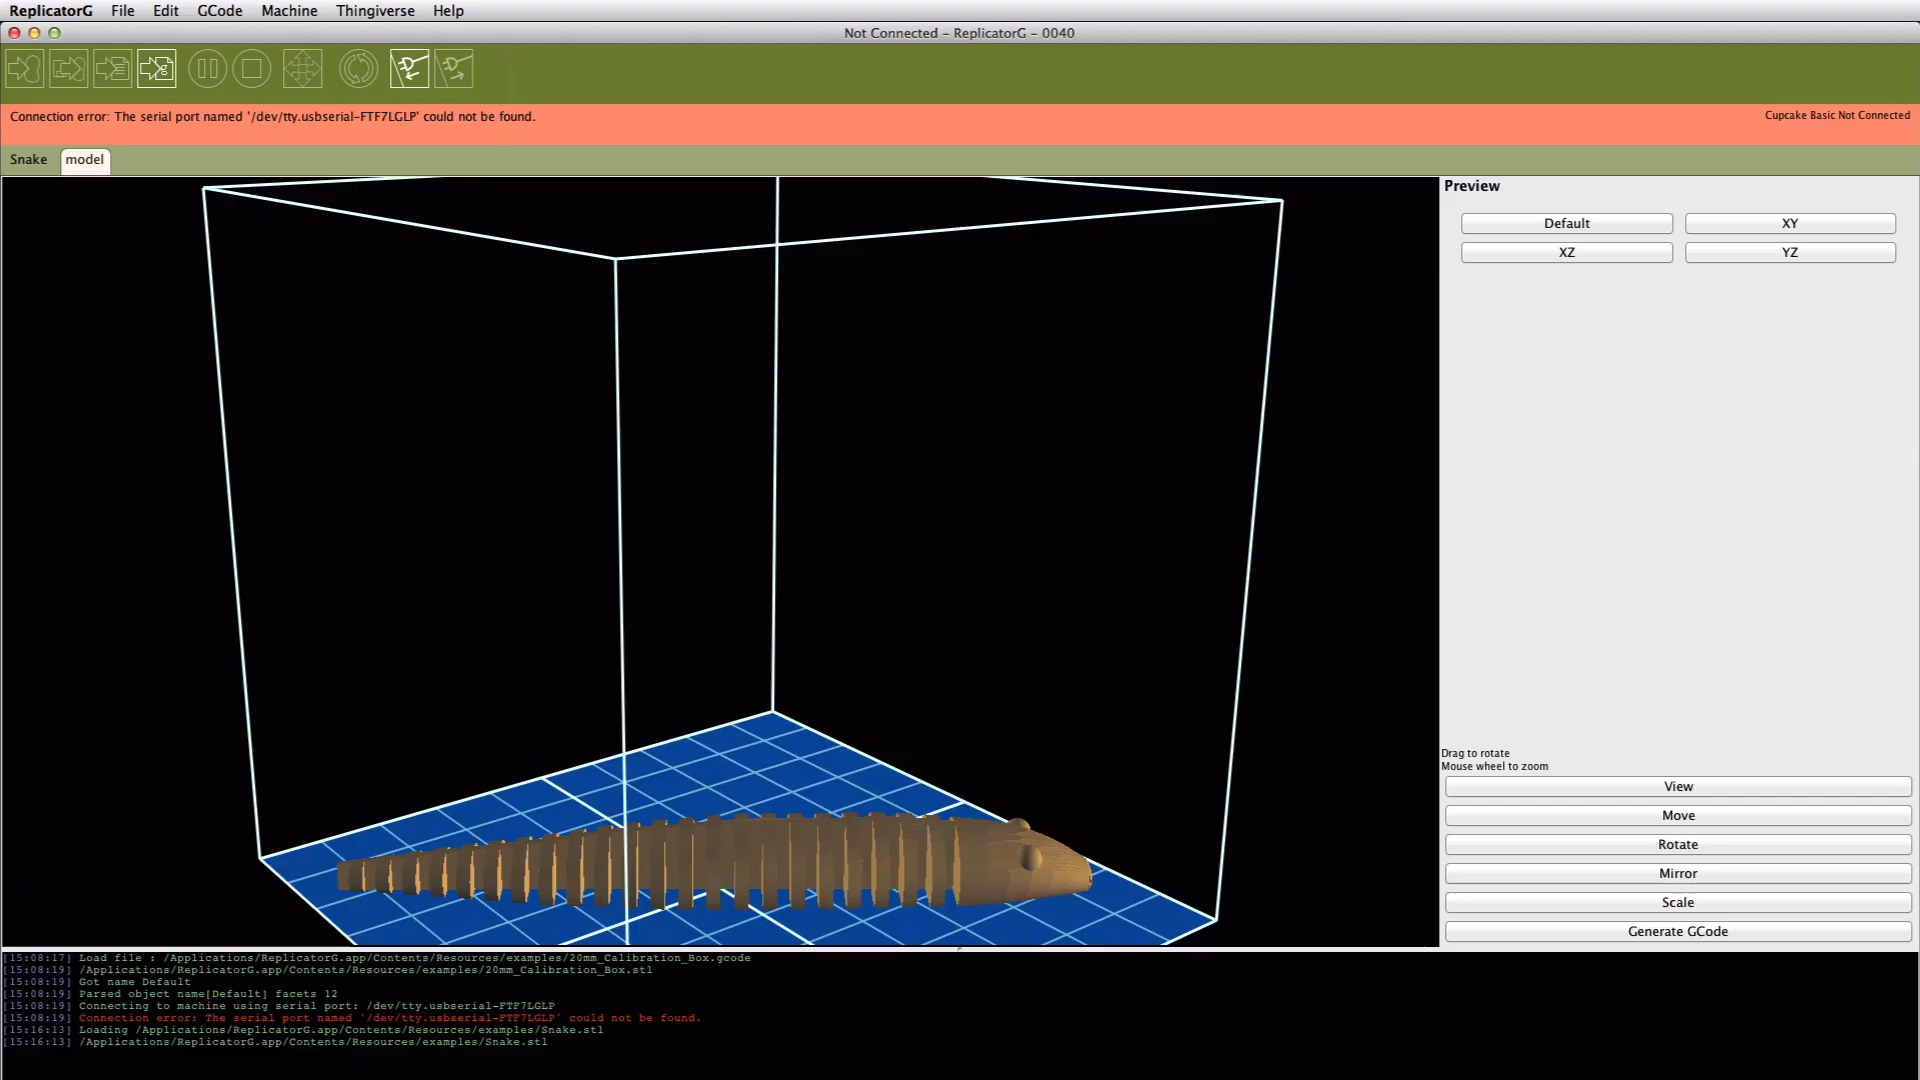 ReplicatorG File Edit GCode Machine Thingiverse Help
Not Connected - ReplicatorG - 0040
Connection error: The serial port named '/dev/tty.usbserial-FTF7LGLP' could not be found.
Cupcake Basic Not Connected
Snake model
Preview
Default XY
XZ YZ
Drag to rotate
Mouse wheel to zoom
View
Move
Rotate
Mirror
Scale
Generate GCode
[15:08:17] Load file : /Applications/ReplicatorG.app/Contents/Resources/examples/20mm_Calibration_Box.gcode
[15:08:19] /Applications/ReplicatorG.app/Contents/Resources/examples/20mm_Calibration_Box.stl
[15:08:19] Got name Default
[15:08:19] Parsed object name[Default] facets 12
[15:08:19] Connecting to machine using serial port: /dev/tty.usbserial-FTF7LGLP
[15:08:19] Connection error: The serial port named '/dev/tty.usbserial-FTF7LGLP' could not be found.
[15:16:13] Loading /Applications/ReplicatorG.app/Contents/Resources/examples/Snake.stl
[15:16:13] /Applications/ReplicatorG.app/Contents/Resources/examples/Snake.stl